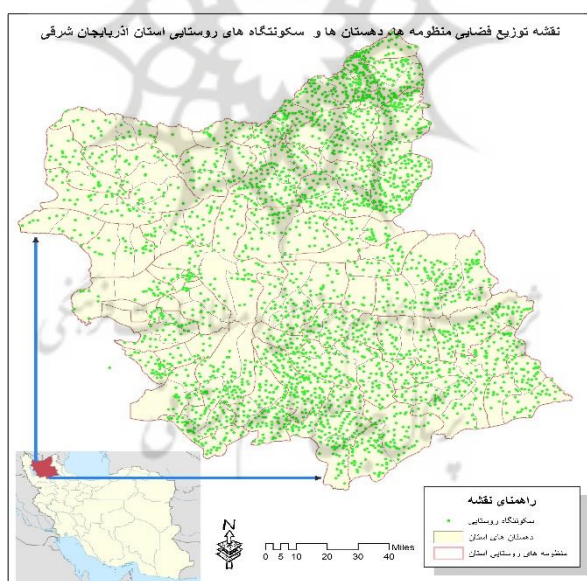 نقشه توزیع فضایی منظومه ها، دهستان ها و سکونتگاه های روستایی استان اذربایجان شرقی
راهنمای نقشه
سکونتگاه روستایی
دهستان های استان
منظومه های روستایی استان
N
Miles
0 5 10 20 30 40